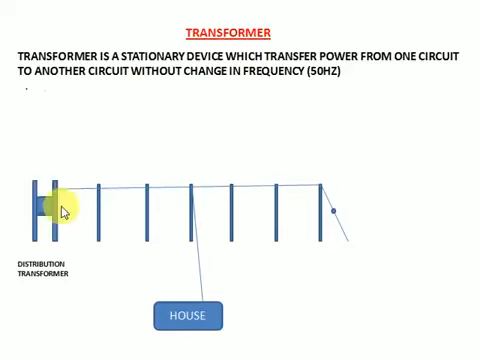 TRANSFORMER
TRANSFORMER IS A STATIONARY DEVICE WHICH TRANSFER POWER FROM ONE CIRCUIT
TO ANOTHER CIRCUIT WITHOUT CHANGE IN FREQUENCY (50HZ)
DISTRIBUTION
TRANSFORMER
HOUSE